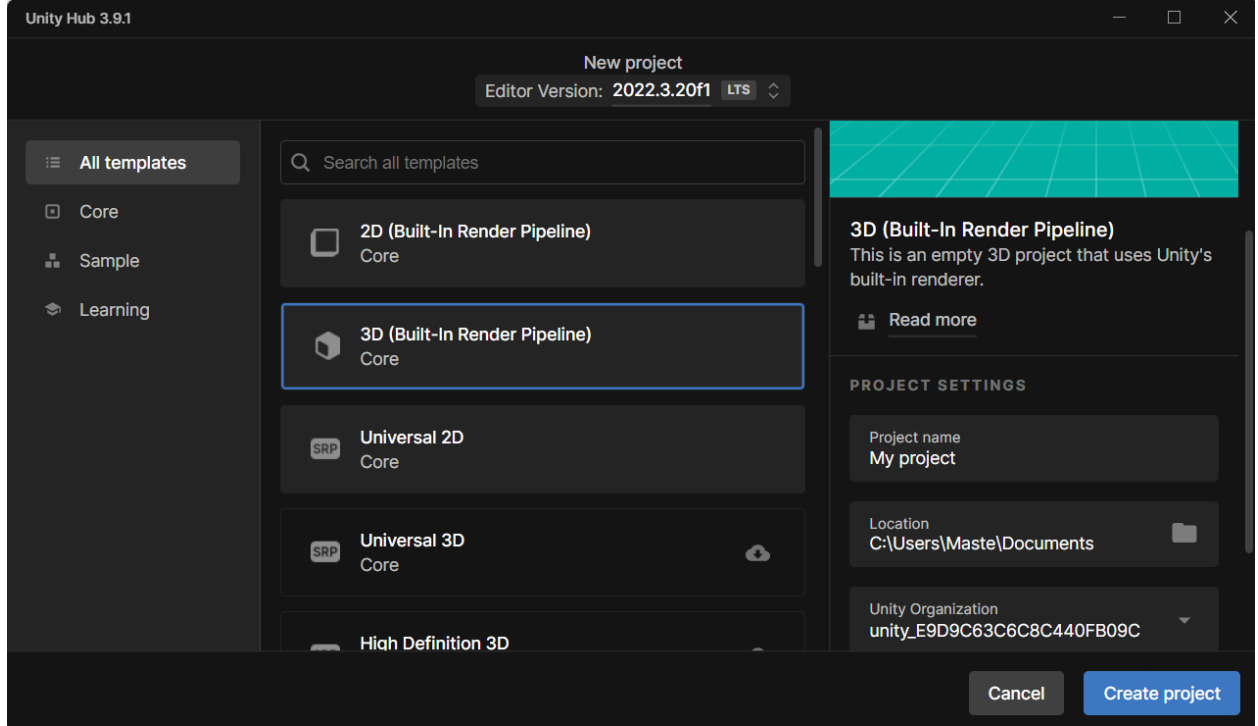 Unity Hub 3.9.1
New project
Editor Version: 2022.3.20f1 LTS
All templates
Core
Sample
Learning
Search all templates
2D (Built-In Render Pipeline)
Core
3D (Built-In Render Pipeline)
Core
SRP
Universal 2D
Core
SRP
Universal 3D
Core
High Definition 3D
3D (Built-In Render Pipeline)
This is an empty 3D project that uses Unity's
built-in renderer.
Read more
PROJECT SETTINGS
Project name
My project
Location
C:\Users\Maste\Documents
Unity Organization
unity_E9D9C63C6C8C440FB09C
Cancel
Create project